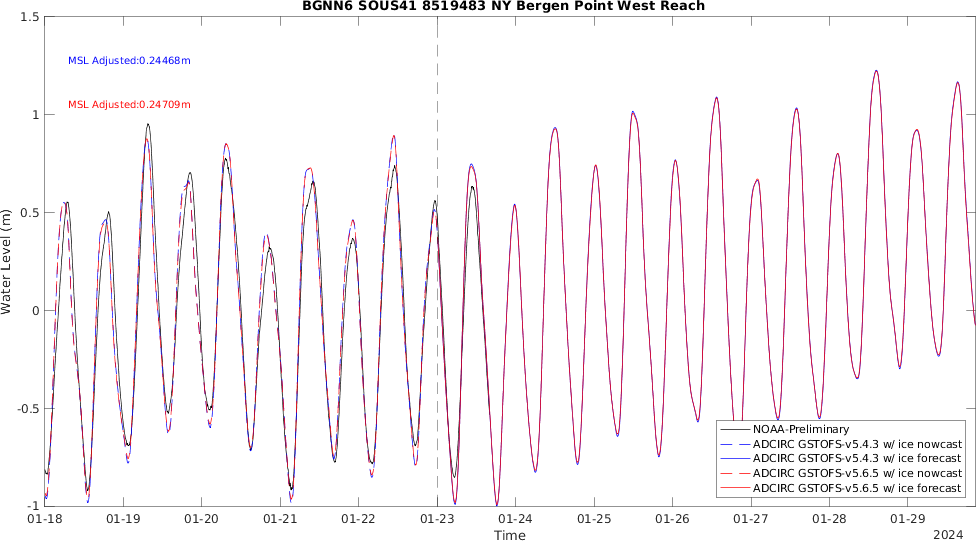 BGNN6 SOUS41 8519483 NY Bergen Point West Reach
1.5
MSL Adjusted:0.24468m
MSL Adjusted:0.24709m
1
0.5
Water Level (m)
0
-0.5
-1
NOAA-Preliminary
ADCIRC GSTOFS-v5.4.3 w/ ice nowcast
ADCIRC GSTOFS-v5.4.3 w/ ice forecast
ADCIRC GSTOFS-v5.6.5 w/ ice nowcast
ADCIRC GSTOFS-v5.6.5 w/ ice forecast
01-18 01-19 01-20 01-21 01-22 01-23 01-24 01-25 01-26 01-27 01-28 01-29
Time
2024